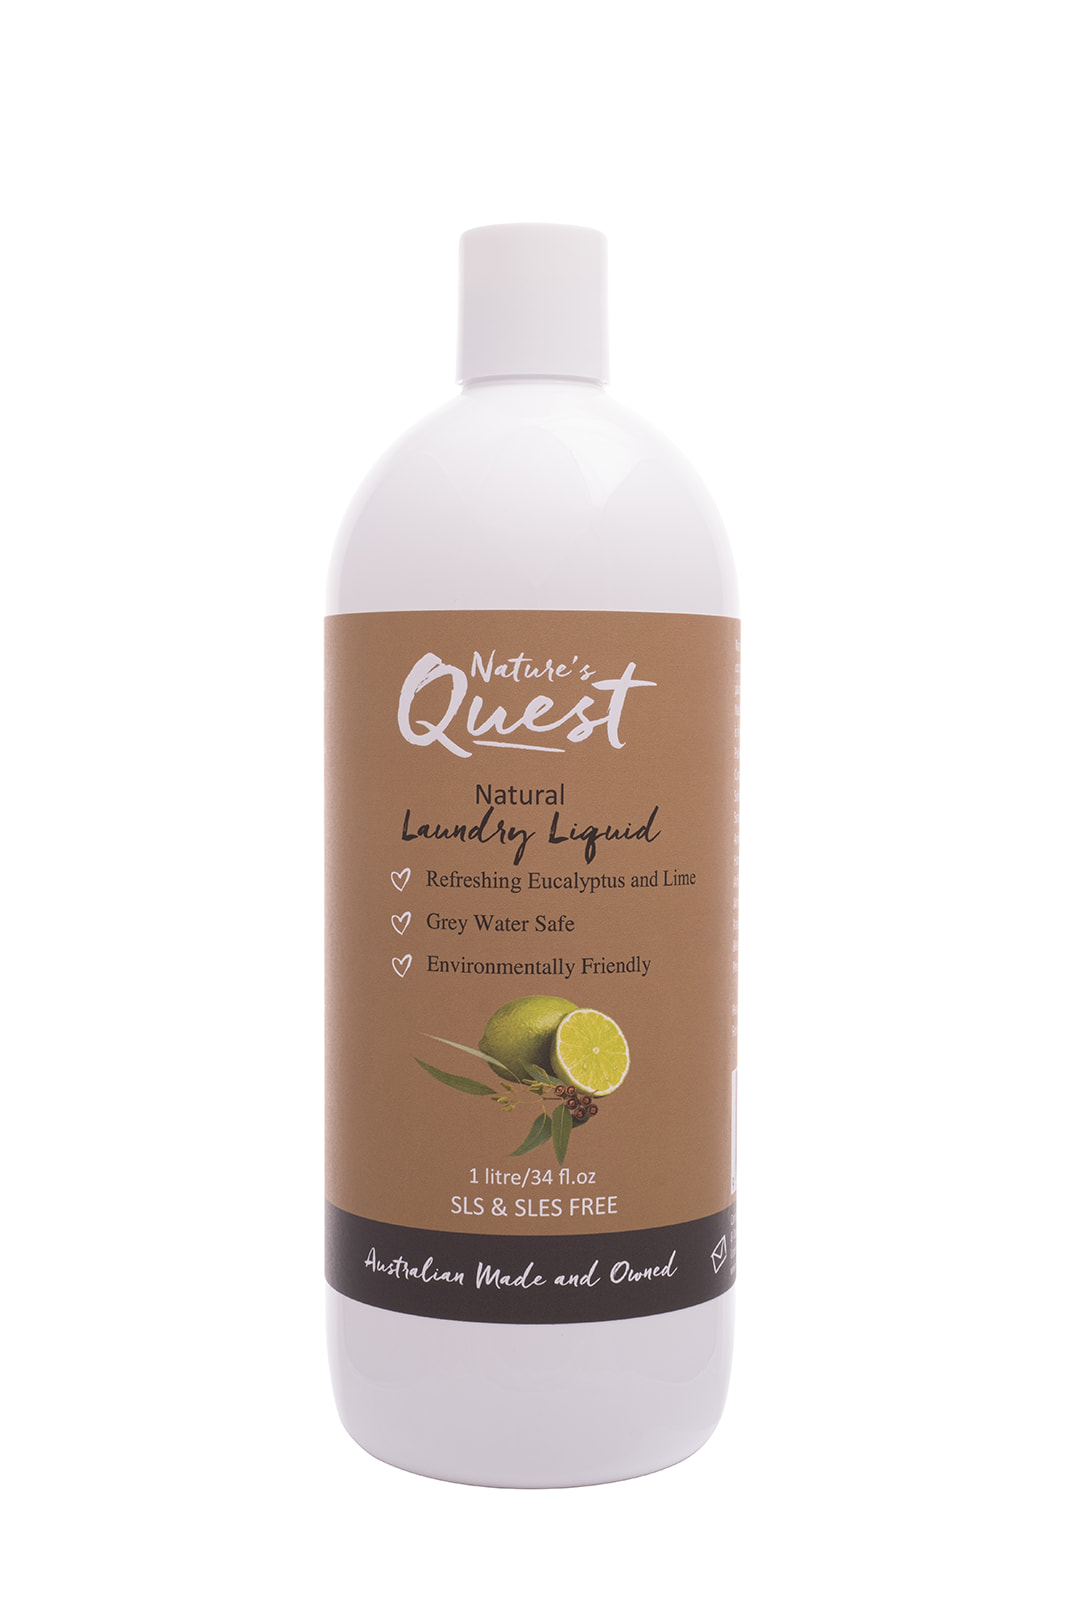 Nature's
Quest
Natural
Laundry Liquid
Refreshing Eucalyptus and Lime
Grey Water Safe
Environmentally Friendly
1 litre/34 fl.oz
SLS & SLES FREE
Australian Made and Owned